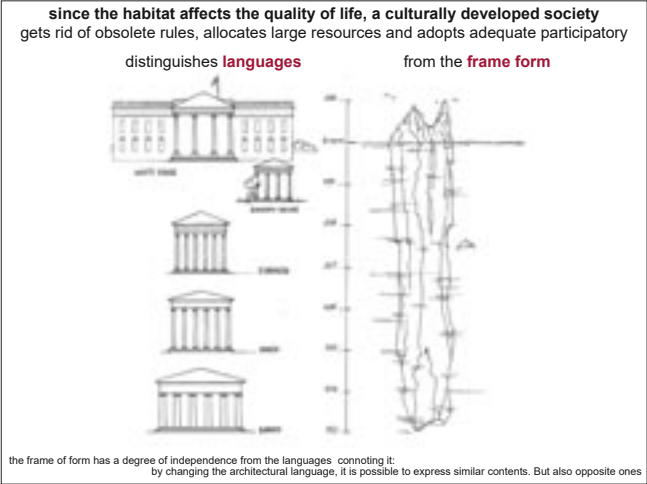 since the habitat affects the quality of life, a culturally developed society
gets rid of obsolete rules, allocates large resources and adopts adequate participatory
distinguishes languages
from the frame form
the frame of form has a degree of independence from the languages connoting it:
by changing the architectural language, it is possible to express similar contents. But also opposite ones